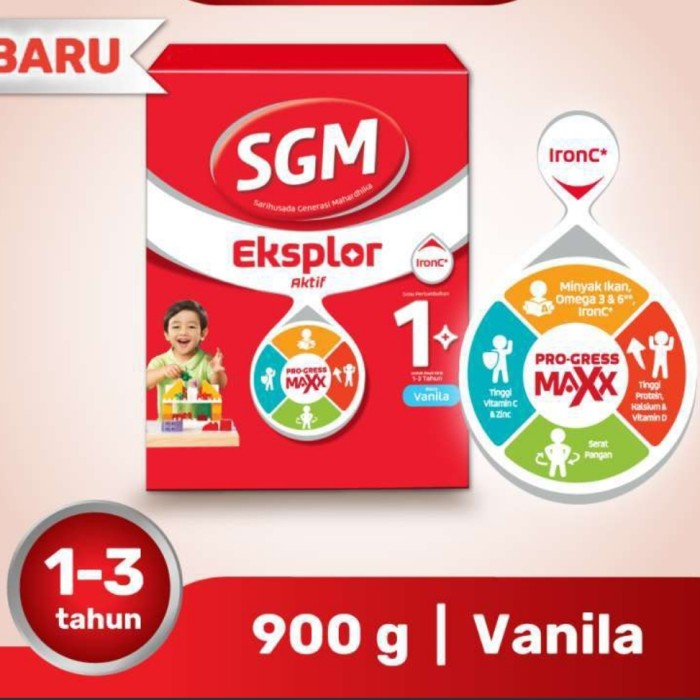 BARU
SGM
Sarihusada Generasi Mahardhika
Eksplor
Aktif
IronC*
1+
1-3 Tahun
Vanila
PRO-GRESS
MAXX
IronC*
Minyak Ikan,
Omega 3 & 6**,
IronC*
Tinggi
Vitamin C
& Zinc
PRO-GRESS
MAXX
Tinggi
Protein,
Kalsium &
Vitamin D
Serat
Pangan
1-3
tahun
900 g | Vanila